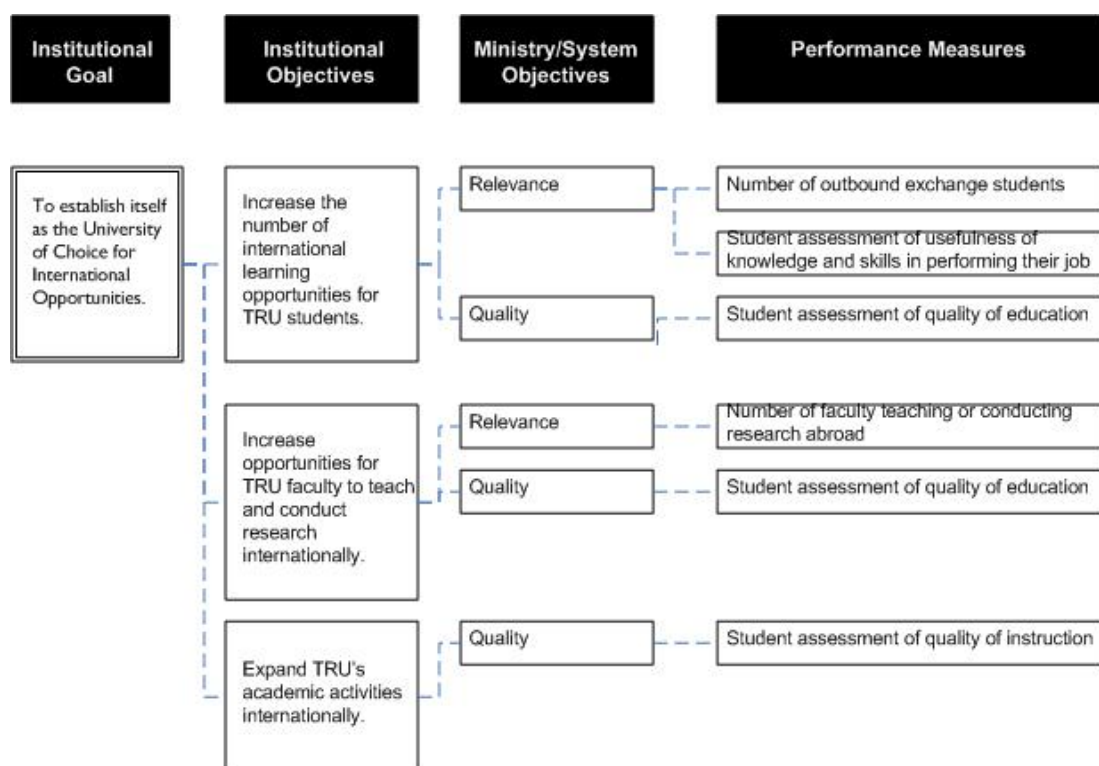 Institutional
Goal
Institutional
Objectives
Ministry/System
Objectives
Performance Measures
To establish itself
as the University
of Choice for
International
Opportunities.
Increase the
number of
international
learning
opportunities for
TRU students.
Relevance
Number of outbound exchange students
Student assessment of usefulness of
knowledge and skills in performing their job
Quality
Student assessment of quality of education
Increase
opportunities for
TRU faculty to teach
and conduct
research
internationally.
Relevance
Number of faculty teaching or conducting
research abroad
Quality
Student assessment of quality of education
Expand TRU's
academic activities
internationally.
Quality
Student assessment of quality of instruction